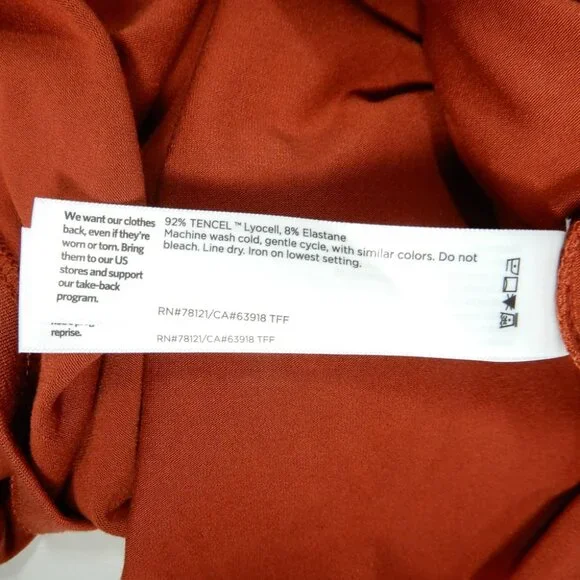 We want our clothes
back, even if they're
worn or torn. Bring
them to our US
stores and support
our take-back
program.
92% TENCEL™ Lyocell, 8% Elastane
Machine wash cold, gentle cycle, with similar colors. Do not
bleach. Line dry. Iron on lowest setting.
RN#78121/CA#63918 TFF
reprise.
RN#78121/CA#63918 TFF